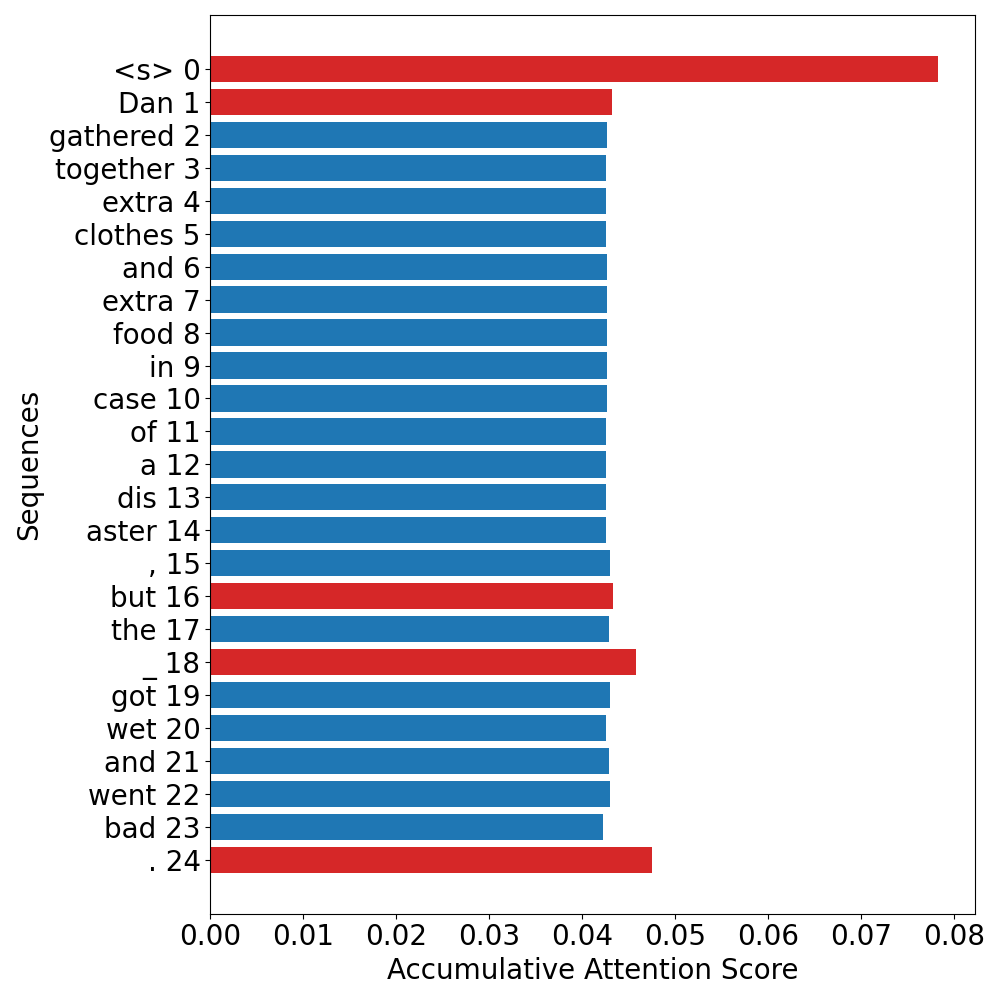 <s> 0
Dan 1
gathered 2
together 3
extra 4
clothes 5
and 6
extra 7
food 8
in 9
case 10
of 11
a 12
dis 13
aster 14
, 15
but 16
the 17
_ 18
got 19
wet 20
and 21
went 22
bad 23
. 24
Sequences
0.00 0.01 0.02 0.03 0.04 0.05 0.06 0.07 0.08
Accumulative Attention Score